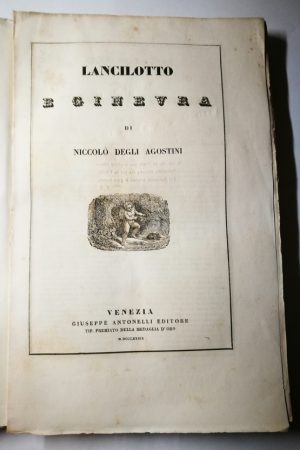 LANCILOTTO
E GINEVRA
DI
NICCOLÒ DEGLI AGOSTINI
VENEZIA
GIUSEPPE ANTONELLI EDITORE
TIP. PREMIATO DELLA MEDAGLIA D'ORO